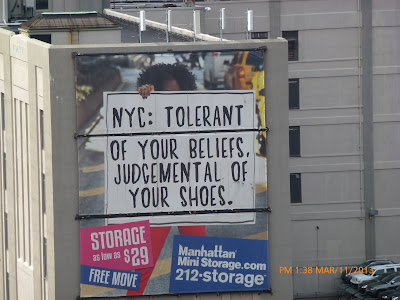 NYC: TOLERANT
OF YOUR BELIEFS,
JUDGEMENTAL OF
YOUR SHOES.
STORAGE
as low as $29
FREE MOVE
Manhattan
Mini Storage.com
212·storage
PM 1:38 MAR/11/2013